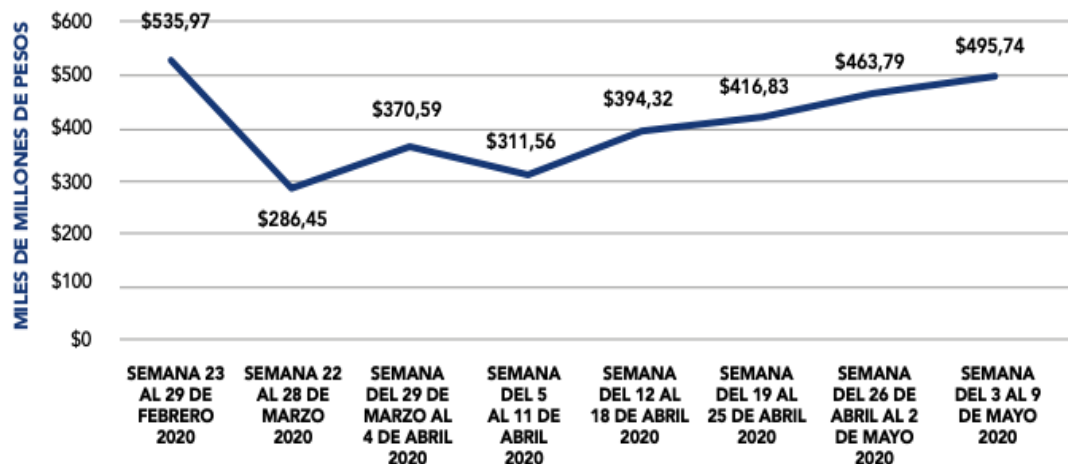 MILES DE MILLONES DE PESOS
$600
$500
$400
$300
$200
$100
$0
$535,97
$286,45
$370,59
$311,56
$394,32
$416,83
$463,79
$495,74
SEMANA 23
AL 29 DE
FEBRERO
2020
SEMANA 22
AL 28 DE
MARZO
2020
SEMANA
DEL 29 DE
MARZO AL
4 DE ABRIL
2020
SEMANA
DEL 5
AL 11 DE
ABRIL
2020
SEMANA
DEL 12 AL
18 DE ABRIL
2020
SEMANA
DEL 19 AL
25 DE ABRIL
2020
SEMANA
DEL 26 DE
ABRIL AL 2
DE MAYO
2020
SEMANA
DEL 3 AL 9
DE MAYO
2020